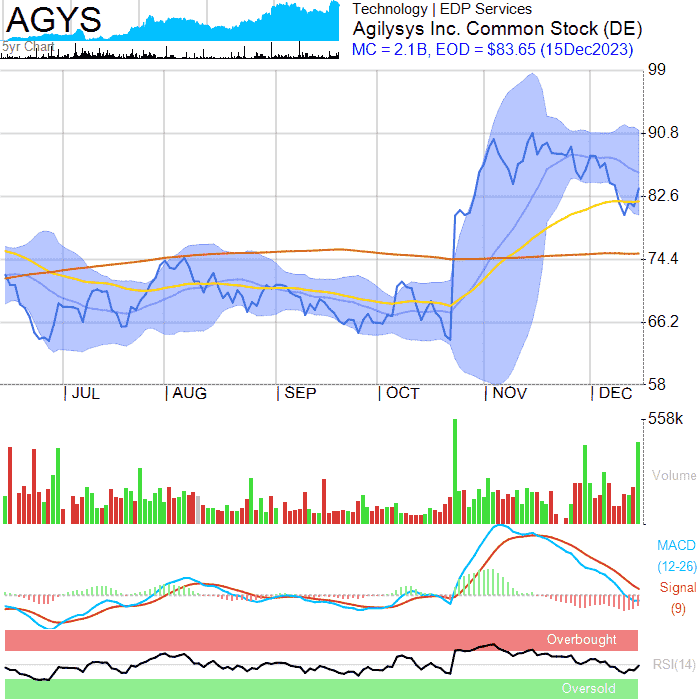 AGYS
5yr Chart
Technology | EDP Services
Agilysys Inc. Common Stock (DE)
MC = 2.1B, EOD = $83.65 (15Dec2023)
99
90.8
82.6
74.4
66.2
58
JUL
AUG
SEP
OCT
NOV
DEC
558k
Volume
MACD
(12-26)
Signal
(9)
Overbought
RSI(14)
Oversold